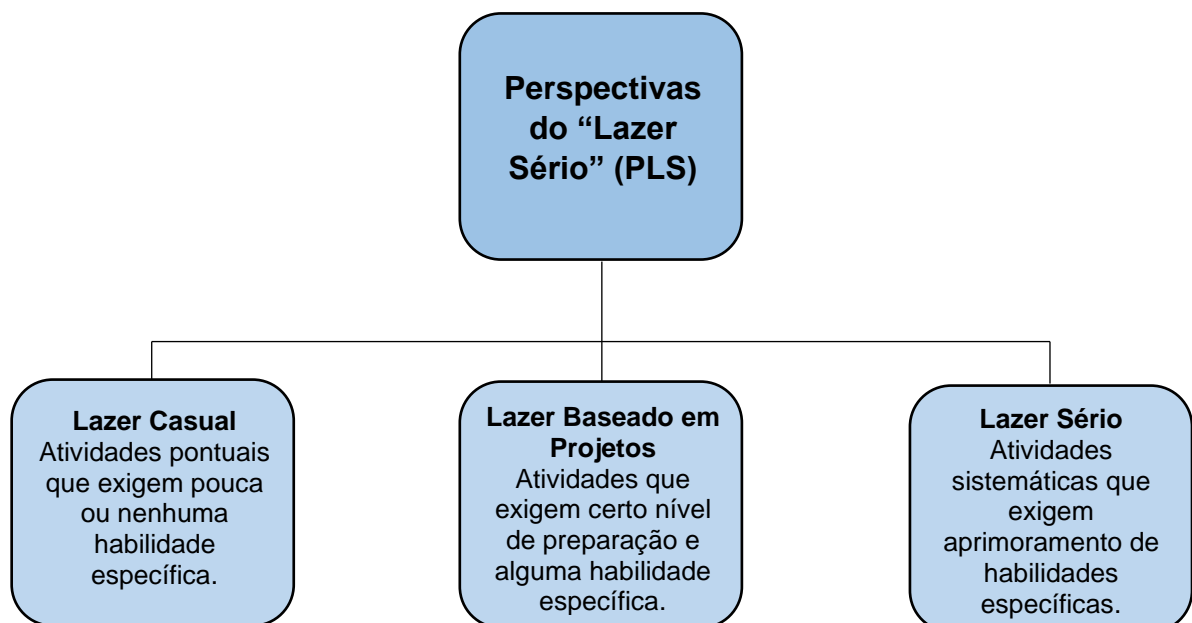 Perspectivas
do “Lazer
Sério” (PLS)
Lazer Casual
Atividades pontuais
que exigem pouca
ou nenhuma
habilidade
específica.
Lazer Baseado em
Projetos
Atividades que
exigem certo nível
de preparação e
alguma habilidade
específica.
Lazer Sério
Atividades
sistemáticas que
exigem
aprimoramento de
habilidades
específicas.